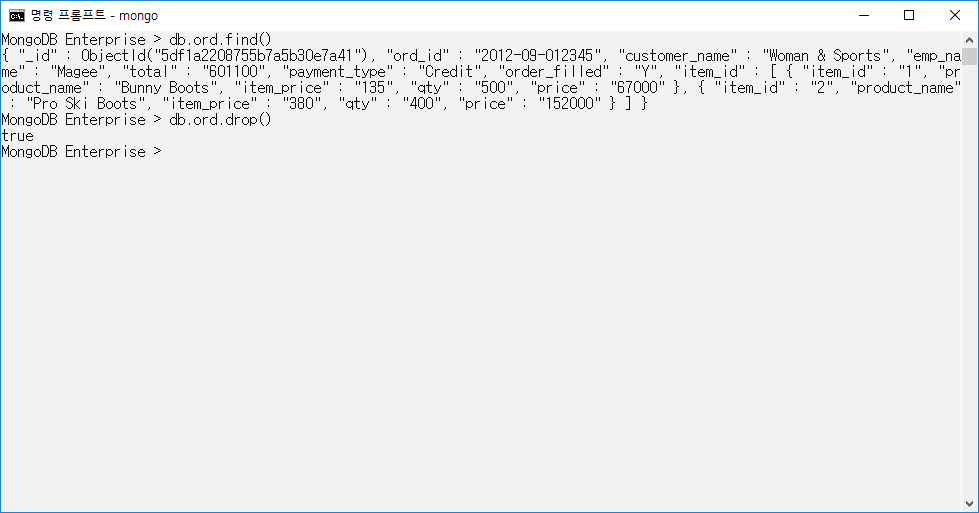 명령 프롬프트 - mongo
MongoDB Enterprise > db.ord.find()
{ "_id" : ObjectId("5df1a2208755b7a5b30e7a41"), "ord_id" : "2012-09-012345", "customer_name" : "Woman & Sports", "emp_na
me" : "Magee", "total" : "601100", "payment_type" : "Credit", "order_filled" : "Y", "item_id" : [ { "item_id" : "1", "pr
oduct_name" : "Bunny Boots", "item_price" : "135", "qty" : "500", "price" : "67000" }, { "item_id" : "2", "product_name"
 : "Pro Ski Boots", "item_price" : "380", "qty" : "400", "price" : "152000" } ] }
MongoDB Enterprise > db.ord.drop()
true
MongoDB Enterprise >